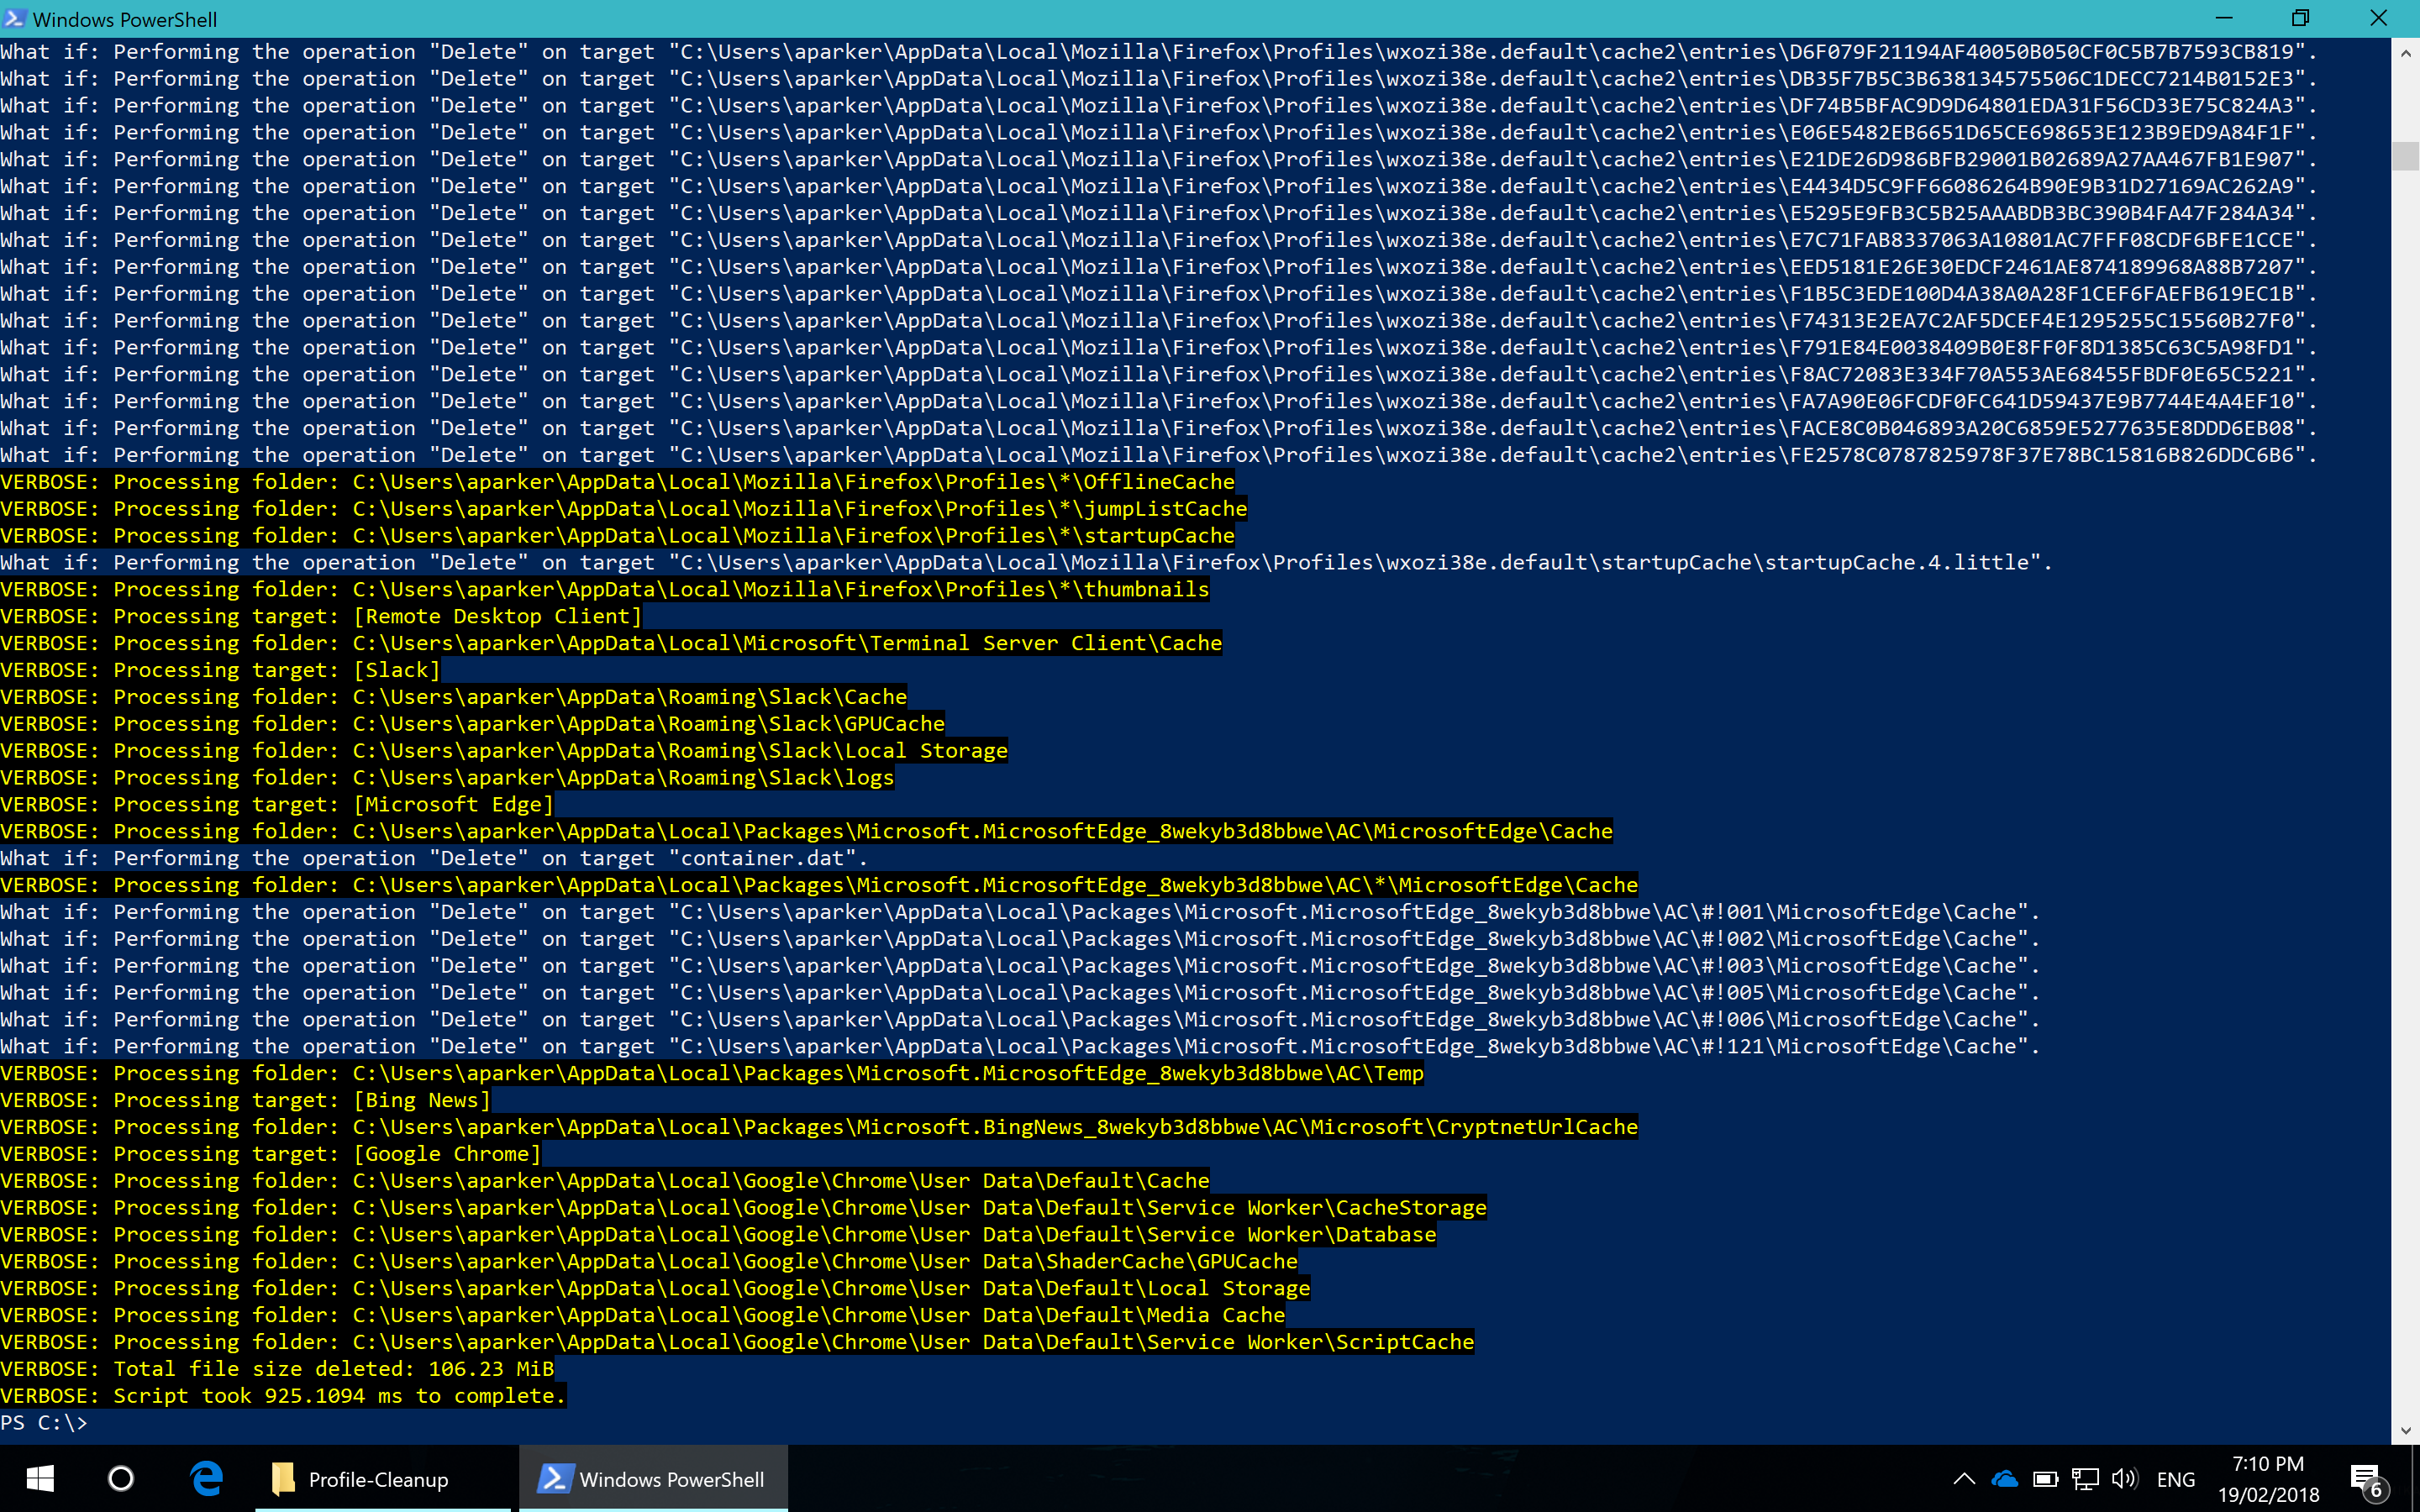 Windows PowerShell
What if: Performing the operation "Delete" on target "C:\Users\aparker\AppData\Local\Mozilla\Firefox\Profiles\wxozi38e.default\cache2\entries\D6F079F21194AF40050B050CF0C5B7B7593CB819".
What if: Performing the operation "Delete" on target "C:\Users\aparker\AppData\Local\Mozilla\Firefox\Profiles\wxozi38e.default\cache2\entries\DB35F7B5C3B638134575506C1DECC7214B0152E3".
What if: Performing the operation "Delete" on target "C:\Users\aparker\AppData\Local\Mozilla\Firefox\Profiles\wxozi38e.default\cache2\entries\DF74B5BFAC9D9D64801EDA31F56CD33E75C824A3".
What if: Performing the operation "Delete" on target "C:\Users\aparker\AppData\Local\Mozilla\Firefox\Profiles\wxozi38e.default\cache2\entries\E06E5482EB6651D65CE698653E123B9ED9A84F1F".
What if: Performing the operation "Delete" on target "C:\Users\aparker\AppData\Local\Mozilla\Firefox\Profiles\wxozi38e.default\cache2\entries\E21DE26D986BFB29001B02689A27AA467FB1E907".
What if: Performing the operation "Delete" on target "C:\Users\aparker\AppData\Local\Mozilla\Firefox\Profiles\wxozi38e.default\cache2\entries\E4434D5C9FF66086264B90E9B31D27169AC262A9".
What if: Performing the operation "Delete" on target "C:\Users\aparker\AppData\Local\Mozilla\Firefox\Profiles\wxozi38e.default\cache2\entries\E5295E9FB3C5B25AAABDB3BC390B4FA47F284A34".
What if: Performing the operation "Delete" on target "C:\Users\aparker\AppData\Local\Mozilla\Firefox\Profiles\wxozi38e.default\cache2\entries\E7C71FAB8337063A10801AC7FFF08CDF6BFE1CCE".
What if: Performing the operation "Delete" on target "C:\Users\aparker\AppData\Local\Mozilla\Firefox\Profiles\wxozi38e.default\cache2\entries\EED5181E26E30EDCF2461AE874189968A88B7207".
What if: Performing the operation "Delete" on target "C:\Users\aparker\AppData\Local\Mozilla\Firefox\Profiles\wxozi38e.default\cache2\entries\F1B5C3EDE100D4A38A0A28F1CEF6FAEFB619EC1B".
What if: Performing the operation "Delete" on target "C:\Users\aparker\AppData\Local\Mozilla\Firefox\Profiles\wxozi38e.default\cache2\entries\F74313E2EA7C2AF5DCEF4E1295255C15560B27F0".
What if: Performing the operation "Delete" on target "C:\Users\aparker\AppData\Local\Mozilla\Firefox\Profiles\wxozi38e.default\cache2\entries\F791E84E0038409B0E8FF0F8D1385C63C5A98FD1".
What if: Performing the operation "Delete" on target "C:\Users\aparker\AppData\Local\Mozilla\Firefox\Profiles\wxozi38e.default\cache2\entries\F8AC72083E334F70A553AE68455FBDF0E65C5221".
What if: Performing the operation "Delete" on target "C:\Users\aparker\AppData\Local\Mozilla\Firefox\Profiles\wxozi38e.default\cache2\entries\FA7A90E06FCDF0FC641D59437E9B7744E4A4EF10".
What if: Performing the operation "Delete" on target "C:\Users\aparker\AppData\Local\Mozilla\Firefox\Profiles\wxozi38e.default\cache2\entries\FACE8C0B046893A20C6859E5277635E8DDD6EB08".
What if: Performing the operation "Delete" on target "C:\Users\aparker\AppData\Local\Mozilla\Firefox\Profiles\wxozi38e.default\cache2\entries\FE2578C0787825978F37E78BC15816B826DDC6B6".
VERBOSE: Processing folder: C:\Users\aparker\AppData\Local\Mozilla\Firefox\Profiles\*\OfflineCache
VERBOSE: Processing folder: C:\Users\aparker\AppData\Local\Mozilla\Firefox\Profiles\*\jumpListCache
VERBOSE: Processing folder: C:\Users\aparker\AppData\Local\Mozilla\Firefox\Profiles\*\startupCache
What if: Performing the operation "Delete" on target "C:\Users\aparker\AppData\Local\Mozilla\Firefox\Profiles\wxozi38e.default\startupCache\startupCache.4.little".
VERBOSE: Processing folder: C:\Users\aparker\AppData\Local\Mozilla\Firefox\Profiles\*\thumbnails
VERBOSE: Processing target: [Remote Desktop Client]
VERBOSE: Processing folder: C:\Users\aparker\AppData\Local\Microsoft\Terminal Server Client\Cache
VERBOSE: Processing target: [Slack]
VERBOSE: Processing folder: C:\Users\aparker\AppData\Roaming\Slack\Cache
VERBOSE: Processing folder: C:\Users\aparker\AppData\Roaming\Slack\GPUCache
VERBOSE: Processing folder: C:\Users\aparker\AppData\Roaming\Slack\Local Storage
VERBOSE: Processing folder: C:\Users\aparker\AppData\Roaming\Slack\logs
VERBOSE: Processing target: [Microsoft Edge]
VERBOSE: Processing folder: C:\Users\aparker\AppData\Local\Packages\Microsoft.MicrosoftEdge_8wekyb3d8bbwe\AC\MicrosoftEdge\Cache
What if: Performing the operation "Delete" on target "container.dat".
VERBOSE: Processing folder: C:\Users\aparker\AppData\Local\Packages\Microsoft.MicrosoftEdge_8wekyb3d8bbwe\AC\*\MicrosoftEdge\Cache
What if: Performing the operation "Delete" on target "C:\Users\aparker\AppData\Local\Packages\Microsoft.MicrosoftEdge_8wekyb3d8bbwe\AC\#!001\MicrosoftEdge\Cache".
What if: Performing the operation "Delete" on target "C:\Users\aparker\AppData\Local\Packages\Microsoft.MicrosoftEdge_8wekyb3d8bbwe\AC\#!002\MicrosoftEdge\Cache".
What if: Performing the operation "Delete" on target "C:\Users\aparker\AppData\Local\Packages\Microsoft.MicrosoftEdge_8wekyb3d8bbwe\AC\#!003\MicrosoftEdge\Cache".
What if: Performing the operation "Delete" on target "C:\Users\aparker\AppData\Local\Packages\Microsoft.MicrosoftEdge_8wekyb3d8bbwe\AC\#!005\MicrosoftEdge\Cache".
What if: Performing the operation "Delete" on target "C:\Users\aparker\AppData\Local\Packages\Microsoft.MicrosoftEdge_8wekyb3d8bbwe\AC\#!006\MicrosoftEdge\Cache".
What if: Performing the operation "Delete" on target "C:\Users\aparker\AppData\Local\Packages\Microsoft.MicrosoftEdge_8wekyb3d8bbwe\AC\#!121\MicrosoftEdge\Cache".
VERBOSE: Processing folder: C:\Users\aparker\AppData\Local\Packages\Microsoft.MicrosoftEdge_8wekyb3d8bbwe\AC\Temp
VERBOSE: Processing target: [Bing News]
VERBOSE: Processing folder: C:\Users\aparker\AppData\Local\Packages\Microsoft.BingNews_8wekyb3d8bbwe\AC\Microsoft\CryptnetUrlCache
VERBOSE: Processing target: [Google Chrome]
VERBOSE: Processing folder: C:\Users\aparker\AppData\Local\Google\Chrome\User Data\Default\Cache
VERBOSE: Processing folder: C:\Users\aparker\AppData\Local\Google\Chrome\User Data\Default\Service Worker\CacheStorage
VERBOSE: Processing folder: C:\Users\aparker\AppData\Local\Google\Chrome\User Data\Default\Service Worker\Database
VERBOSE: Processing folder: C:\Users\aparker\AppData\Local\Google\Chrome\User Data\ShaderCache\GPUCache
VERBOSE: Processing folder: C:\Users\aparker\AppData\Local\Google\Chrome\User Data\Default\Local Storage
VERBOSE: Processing folder: C:\Users\aparker\AppData\Local\Google\Chrome\User Data\Default\Media Cache
VERBOSE: Processing folder: C:\Users\aparker\AppData\Local\Google\Chrome\User Data\Default\Service Worker\ScriptCache
VERBOSE: Total file size deleted: 106.23 MiB
VERBOSE: Script took 925.1094 ms to complete.
PS C:\>
Profile-Cleanup
Windows PowerShell
ENG
7:10 PM
19/02/2018
6